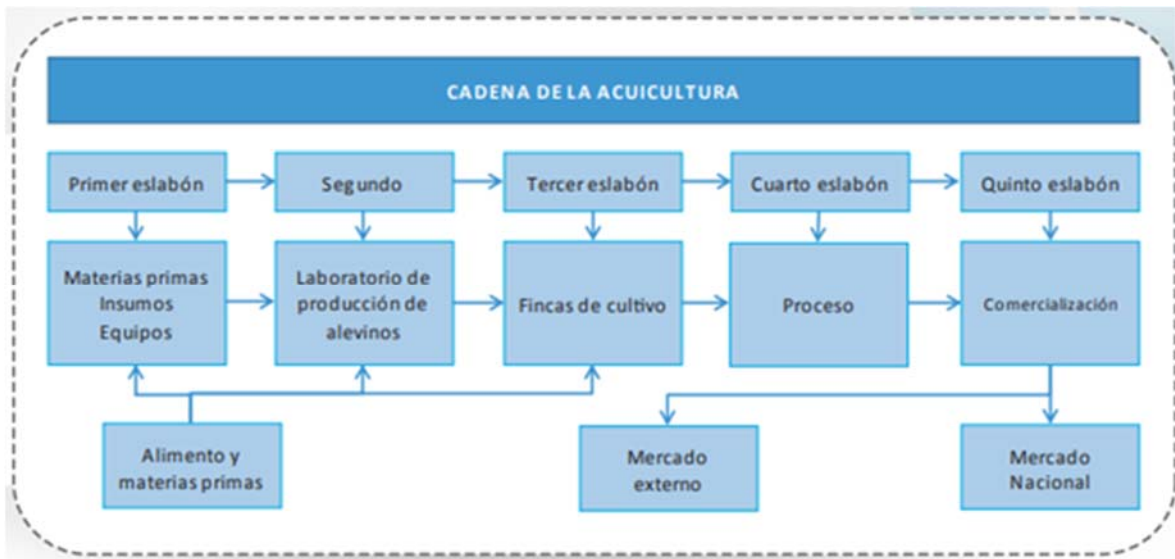 CADENA DE LA ACUICULTURA
Primer eslabón
Segundo
Tercer eslabón
Cuarto eslabón
Quinto eslabón
Materias primas
Insumos
Equipos
Laboratorio de
producción de
alevinos
Fincas de cultivo
Proceso
Comercialización
Alimento y
materias primas
Mercado
externo
Mercado
Nacional